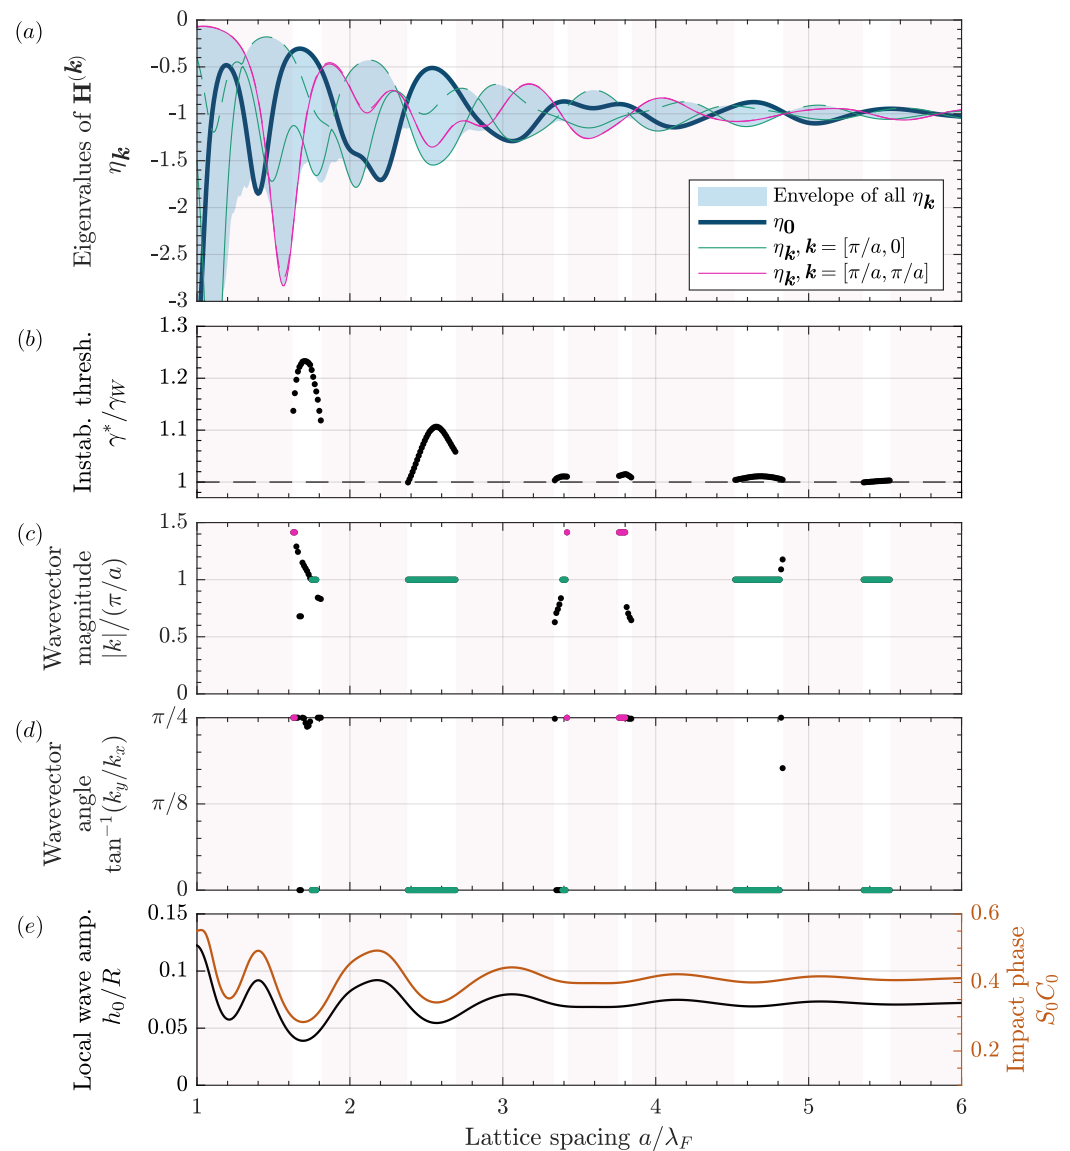 (a)
Eigenvalues of H^(k)
η_k
0
-0.5
-1
-1.5
-2
-2.5
-3
Envelope of all η_k
η_0
η_k, k = [π/a, 0]
η_k, k = [π/a, π/a]
(b)
Instab. thresh.
γ*/γ_W
1.3
1.2
1.1
1
(c)
Wavevector
magnitude
|k|/(π/a)
1.5
1
0.5
0
(d)
Wavevector
angle
tan⁻¹(k_y/k_x)
π/4
π/8
0
(e)
Local wave amp.
h_0/R
0.15
0.1
0.05
0
0.6
0.4
0.2
Impact phase
S_0C_0
1 2 3 4 5 6
Lattice spacing a/λ_F